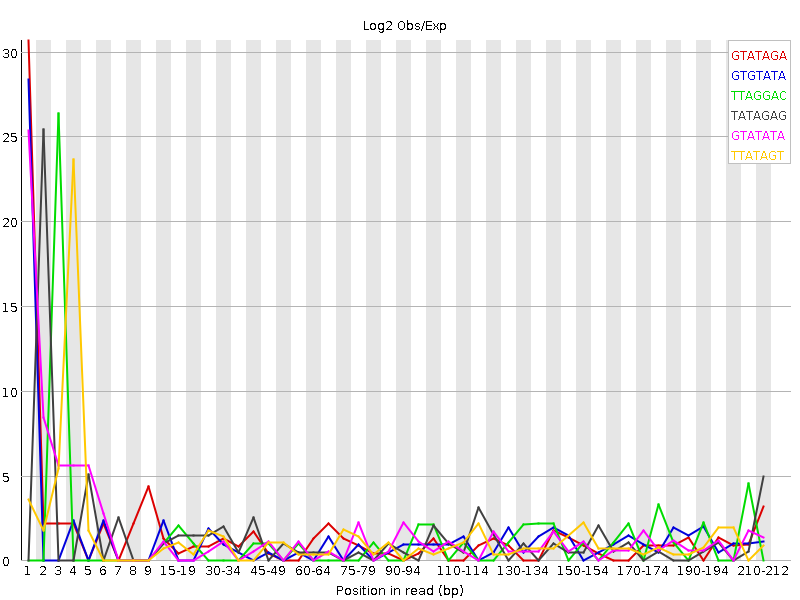 Log2 Obs/Exp
30
25
20
15
10
5
0
GTATAGA
GTGTATA
TTAGGAC
TATAGAG
GTATATA
TTATAGT
1 2 3 4 5 6 7 8 9 15-19 30-34 45-49 60-64 75-79 90-94 110-114 130-134 150-154 170-174 190-194 210-212
Position in read (bp)